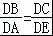 DB/DA = DC/DE